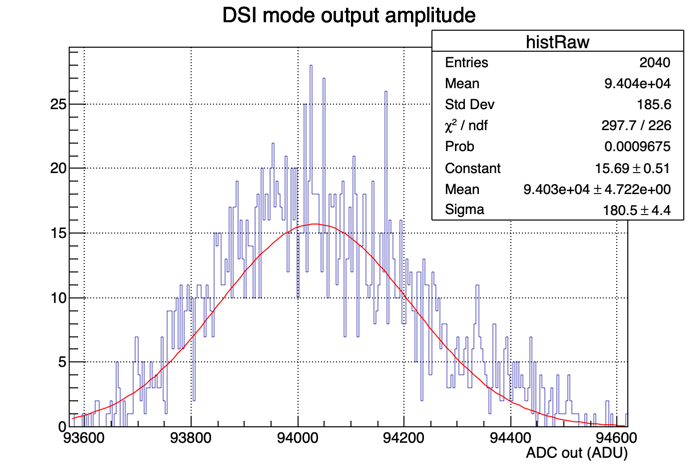 DSI mode output amplitude
histRaw
Entries 2040
Mean 9.404e+04
Std Dev 185.6
χ² / ndf 297.7 / 226
Prob 0.0009675
Constant 15.69 ± 0.51
Mean 9.403e+04 ± 4.722e+00
Sigma 180.5 ± 4.4
25
20
15
10
5
0
93600 93800 94000 94200 94400 94600
ADC out (ADU)